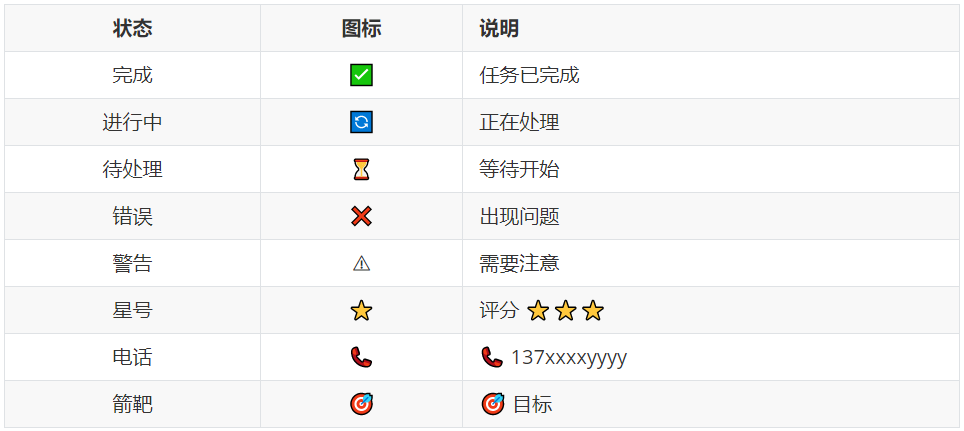 状态 图标 说明
完成 ✅ 任务已完成
进行中 🔄 正在处理
待处理 ⏳ 等待开始
错误 ❌ 出现问题
警告 ⚠ 需要注意
星号 ⭐ 评分 ⭐⭐⭐
电话 📞 📞 137xxxxyyyy
箭靶 🎯 🎯 目标